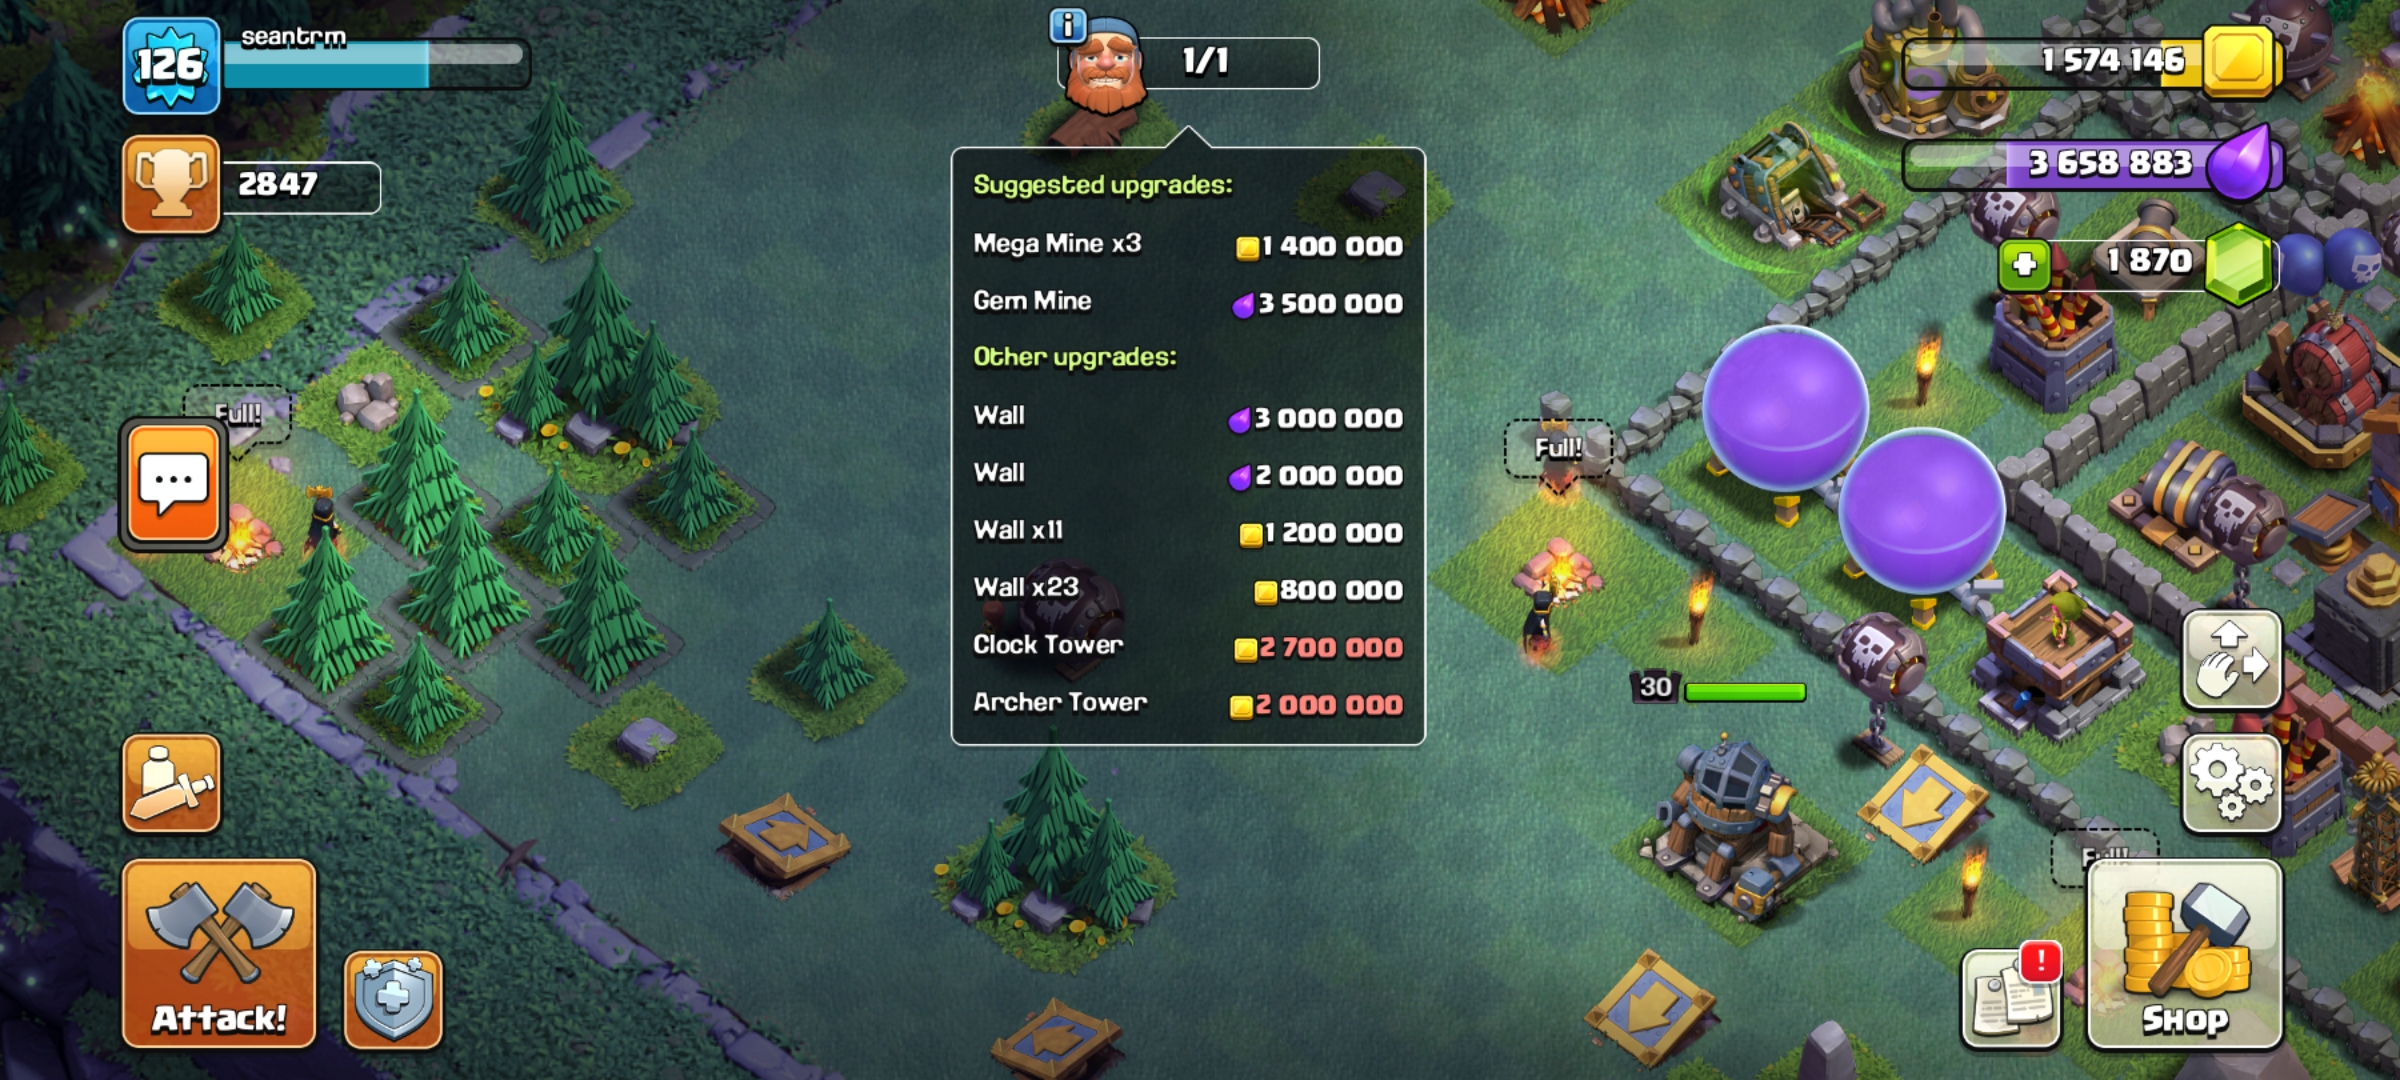 seantrm
126
1/1
1 574 146
2847
3 658 883
1 870
Suggested upgrades:
Mega Mine x3 1 400 000
Gem Mine 3 500 000
Other upgrades:
Wall 3 000 000
Wall 2 000 000
Wall x11 1 200 000
Wall x23 800 000
Clock Tower 2 700 000
Archer Tower 2 000 000
Full!
Full!
30
Full!
!
Attack!
Shop